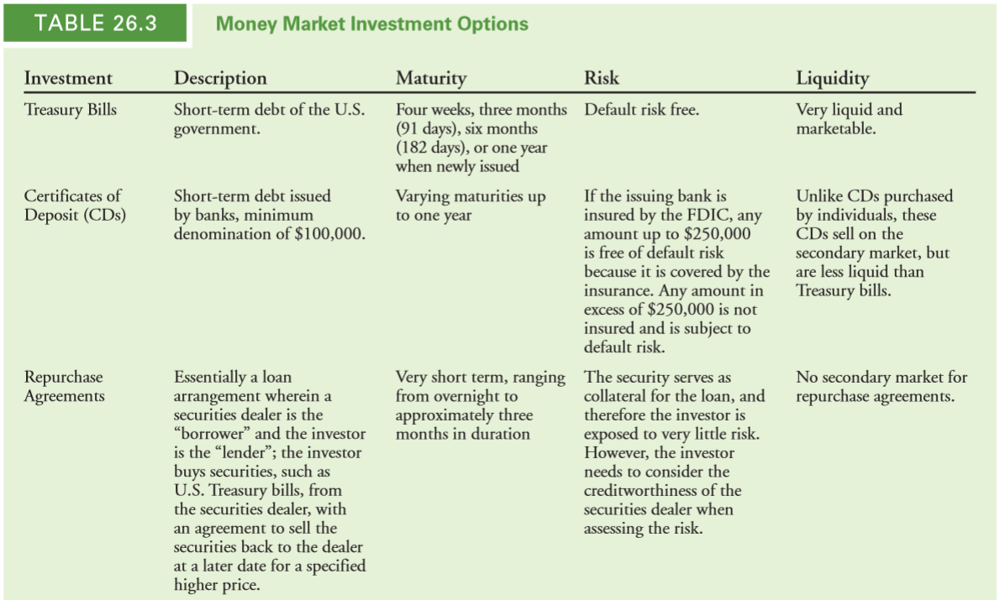 TABLE 26.3
Money Market Investment Options
Investment
Description
Maturity
Risk
Liquidity
Treasury Bills
Short-term debt of the U.S.
government.
Four weeks, three months
(91 days), six months
(182 days), or one year
when newly issued
Default risk free.
Very liquid and
marketable.
Certificates of
Deposit (CDs)
Short-term debt issued
by banks, minimum
denomination of $100,000.
Varying maturities up
to one year
If the issuing bank is
insured by the FDIC, any
amount up to $250,000
is free of default risk
because it is covered by the
insurance. Any amount in
excess of $250,000 is not
insured and is subject to
default risk.
Unlike CDs purchased
by individuals, these
CDs sell on the
secondary market, but
are less liquid than
Treasury bills.
Repurchase
Agreements
Essentially a loan
arrangement wherein a
securities dealer is the
“borrower” and the investor
is the “lender”; the investor
buys securities, such as
U.S. Treasury bills, from
the securities dealer, with
an agreement to sell the
securities back to the dealer
at a later date for a specified
higher price.
Very short term, ranging
from overnight to
approximately three
months in duration
The security serves as
collateral for the loan, and
therefore the investor is
exposed to very little risk.
However, the investor
needs to consider the
creditworthiness of the
securities dealer when
assessing the risk.
No secondary market for
repurchase agreements.